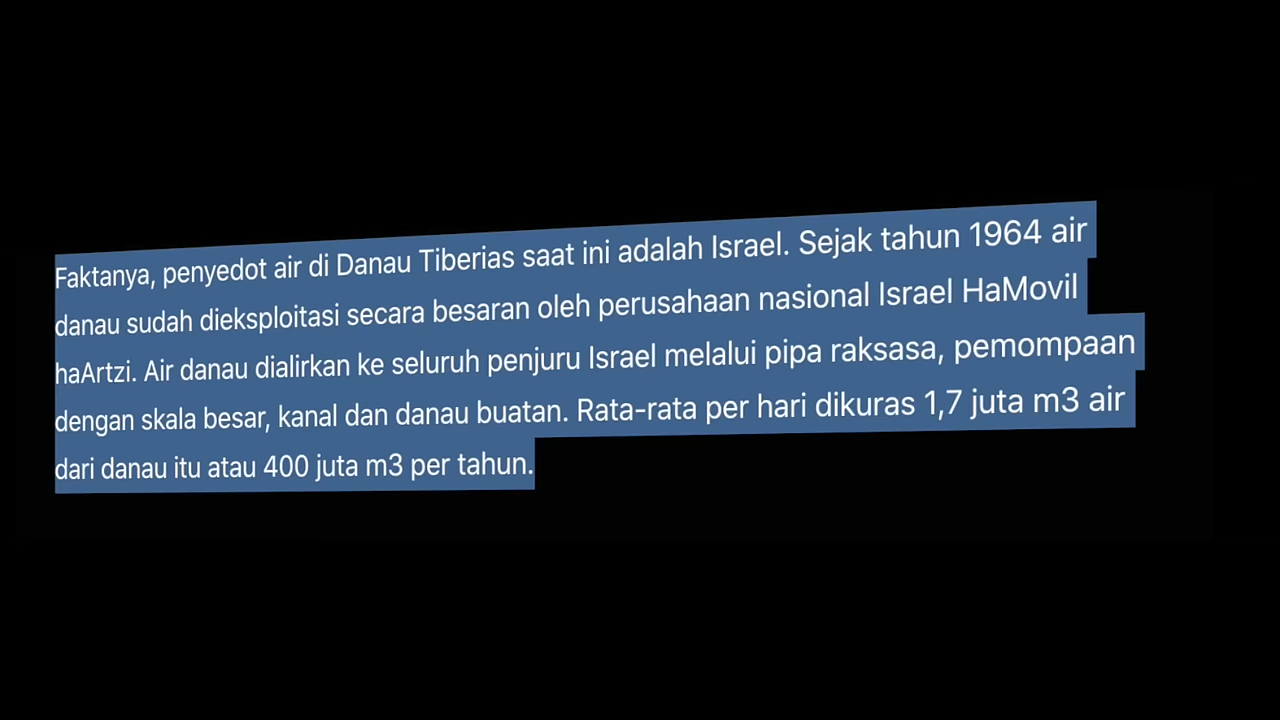 Faktanya, penyedot air di Danau Tiberias saat ini adalah Israel. Sejak tahun 1964 air
danau sudah dieksploitasi secara besaran oleh perusahaan nasional Israel HaMovil
haArtzi. Air danau dialirkan ke seluruh penjuru Israel melalui pipa raksasa, pemompaan
dengan skala besar, kanal dan danau buatan. Rata-rata per hari dikuras 1,7 juta m3 air
dari danau itu atau 400 juta m3 per tahun.